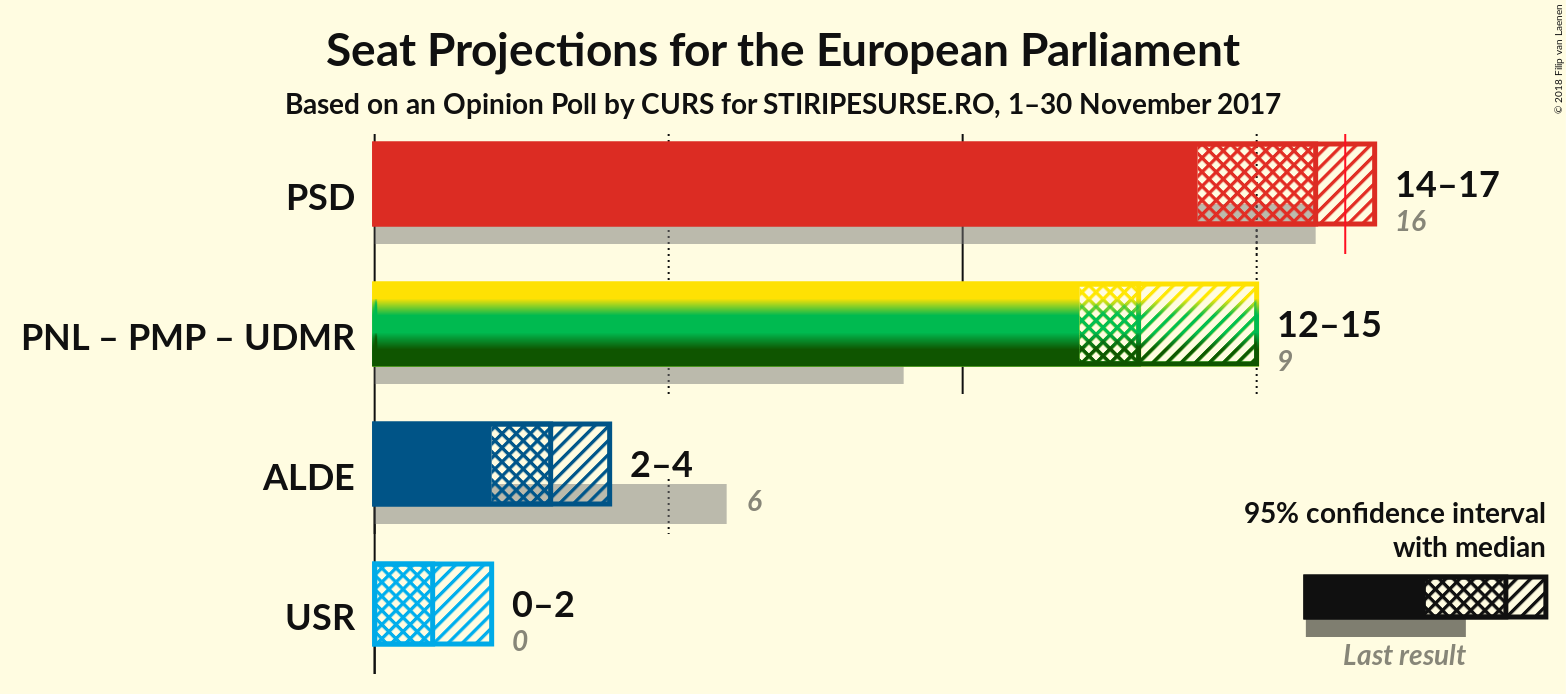 Seat Projections for the European Parliament
Based on an Opinion Poll by CURS for STIRIPESURSE.RO, 1–30 November 2017
© 2018 Filip van Laenen
PSD
14–17
16
PNL – PMP – UDMR
12–15
9
ALDE
2–4
6
USR
0–2
0
95% confidence interval
with median
Last result